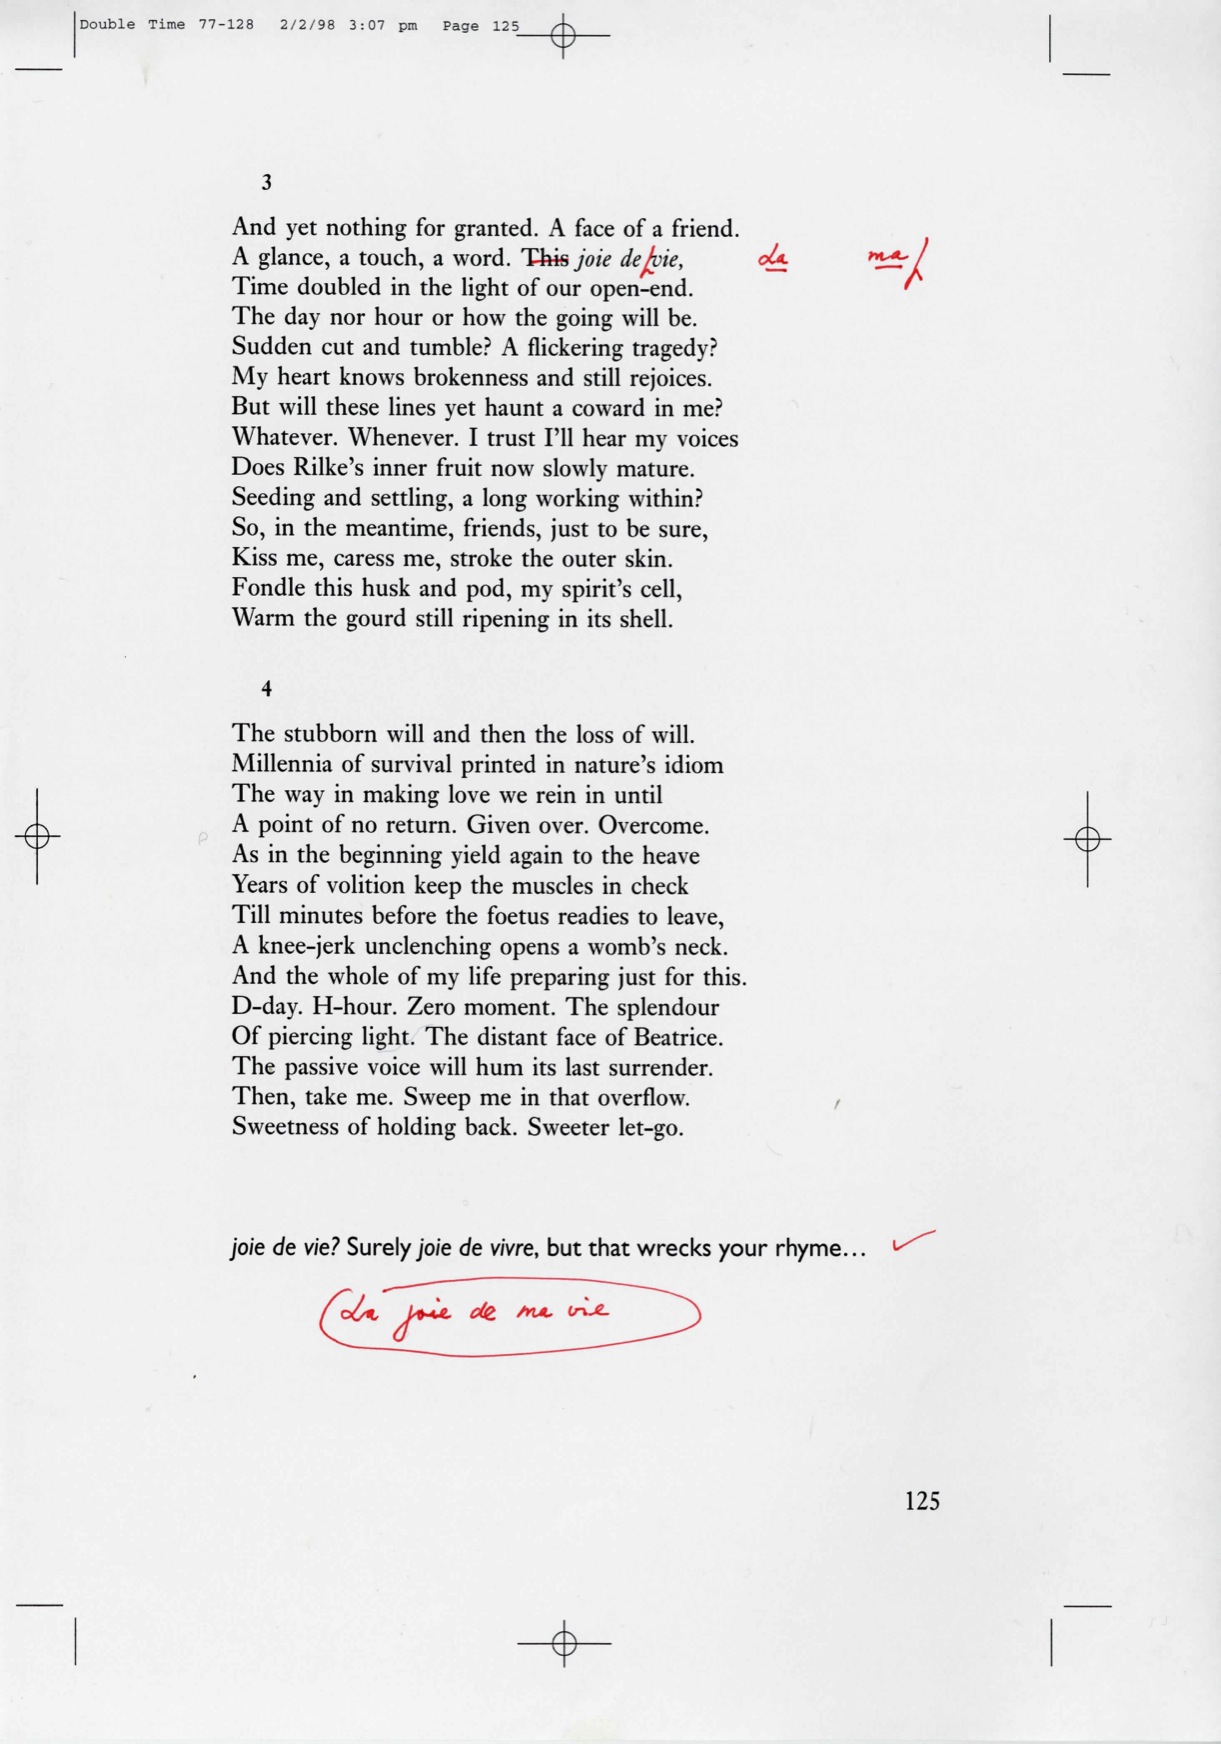 Double Time 77-128 2/2/98 3:07 pm Page 125
3
And yet nothing for granted. A face of a friend.
A glance, a touch, a word. This joie de vie, La ma
Time doubled in the light of our open-end.
The day nor hour or how the going will be.
Sudden cut and tumble? A flickering tragedy?
My heart knows brokenness and still rejoices.
But will these lines yet haunt a coward in me?
Whatever. Whenever. I trust I'll hear my voices
Does Rilke's inner fruit now slowly mature.
Seeding and settling, a long working within?
So, in the meantime, friends, just to be sure,
Kiss me, caress me, stroke the outer skin.
Fondle this husk and pod, my spirit's cell,
Warm the gourd still ripening in its shell.
4
The stubborn will and then the loss of will.
Millennia of survival printed in nature's idiom
The way in making love we rein in until
A point of no return. Given over. Overcome.
As in the beginning yield again to the heave
Years of volition keep the muscles in check
Till minutes before the foetus readies to leave,
A knee-jerk unclenching opens a womb's neck.
And the whole of my life preparing just for this.
D-day. H-hour. Zero moment. The splendour
Of piercing light. The distant face of Beatrice.
The passive voice will hum its last surrender.
Then, take me. Sweep me in that overflow.
Sweetness of holding back. Sweeter let-go.
joie de vie? Surely joie de vivre, but that wrecks your rhyme…
La joie de ma vie
125